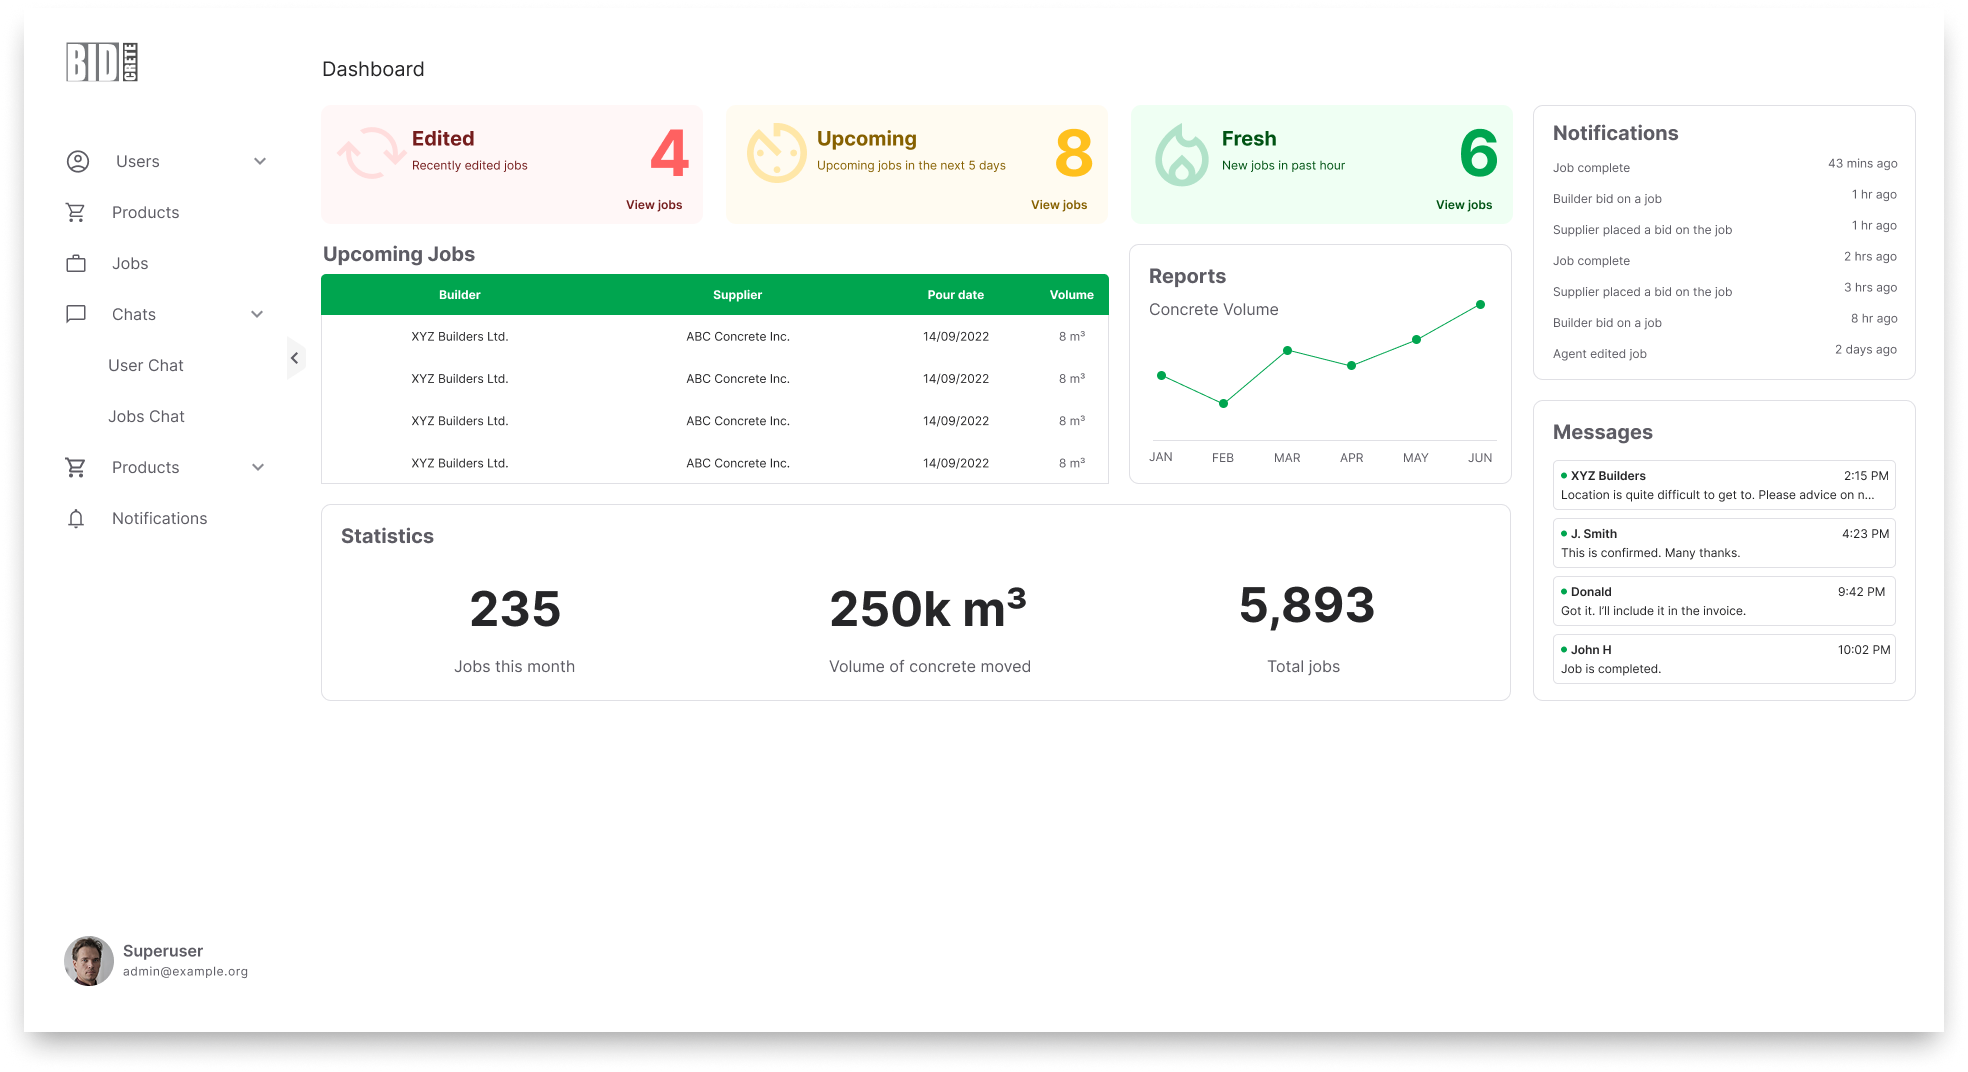 BID CRETE
Users
Products
Jobs
Chats
User Chat
Jobs Chat
Products
Notifications
Superuser
admin@example.org
Dashboard
Edited
Recently edited jobs
4
View jobs
Upcoming
Upcoming jobs in the next 5 days
8
View jobs
Fresh
New jobs in past hour
6
View jobs
Upcoming Jobs
Builder Supplier Pour date Volume
XYZ Builders Ltd. ABC Concrete Inc. 14/09/2022 8 m³
XYZ Builders Ltd. ABC Concrete Inc. 14/09/2022 8 m³
XYZ Builders Ltd. ABC Concrete Inc. 14/09/2022 8 m³
XYZ Builders Ltd. ABC Concrete Inc. 14/09/2022 8 m³
Reports
Concrete Volume
JAN FEB MAR APR MAY JUN
Statistics
235
Jobs this month
250k m³
Volume of concrete moved
5,893
Total jobs
Notifications
Job complete 43 mins ago
Builder bid on a job 1 hr ago
Supplier placed a bid on the job 1 hr ago
Job complete 2 hrs ago
Supplier placed a bid on the job 3 hrs ago
Builder bid on a job 8 hr ago
Agent edited job 2 days ago
Messages
XYZ Builders 2:15 PM
Location is quite difficult to get to. Please advice on n...
J. Smith 4:23 PM
This is confirmed. Many thanks.
Donald 9:42 PM
Got it. I'll include it in the invoice.
John H 10:02 PM
Job is completed.